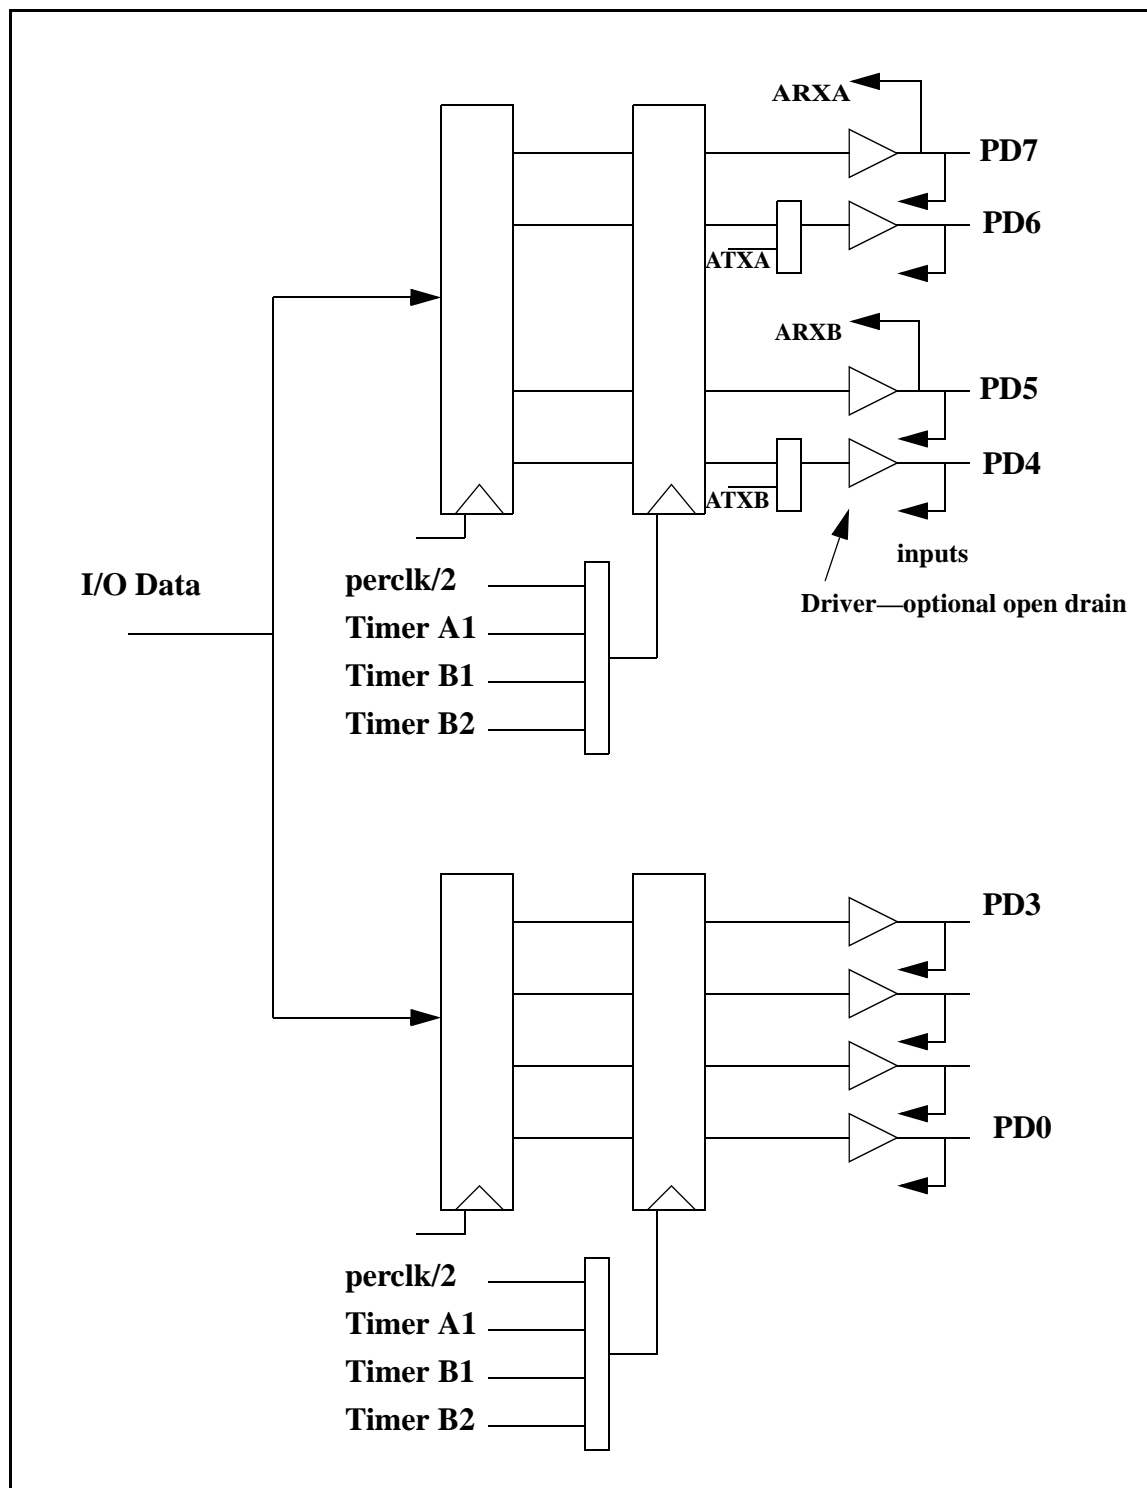 ARXA
PD7
PD6
ATXA
ARXB
PD5
PD4
ATXB
inputs
Driver—optional open drain
I/O Data
perclk/2
Timer A1
Timer B1
Timer B2
PD3
PD0
perclk/2
Timer A1
Timer B1
Timer B2